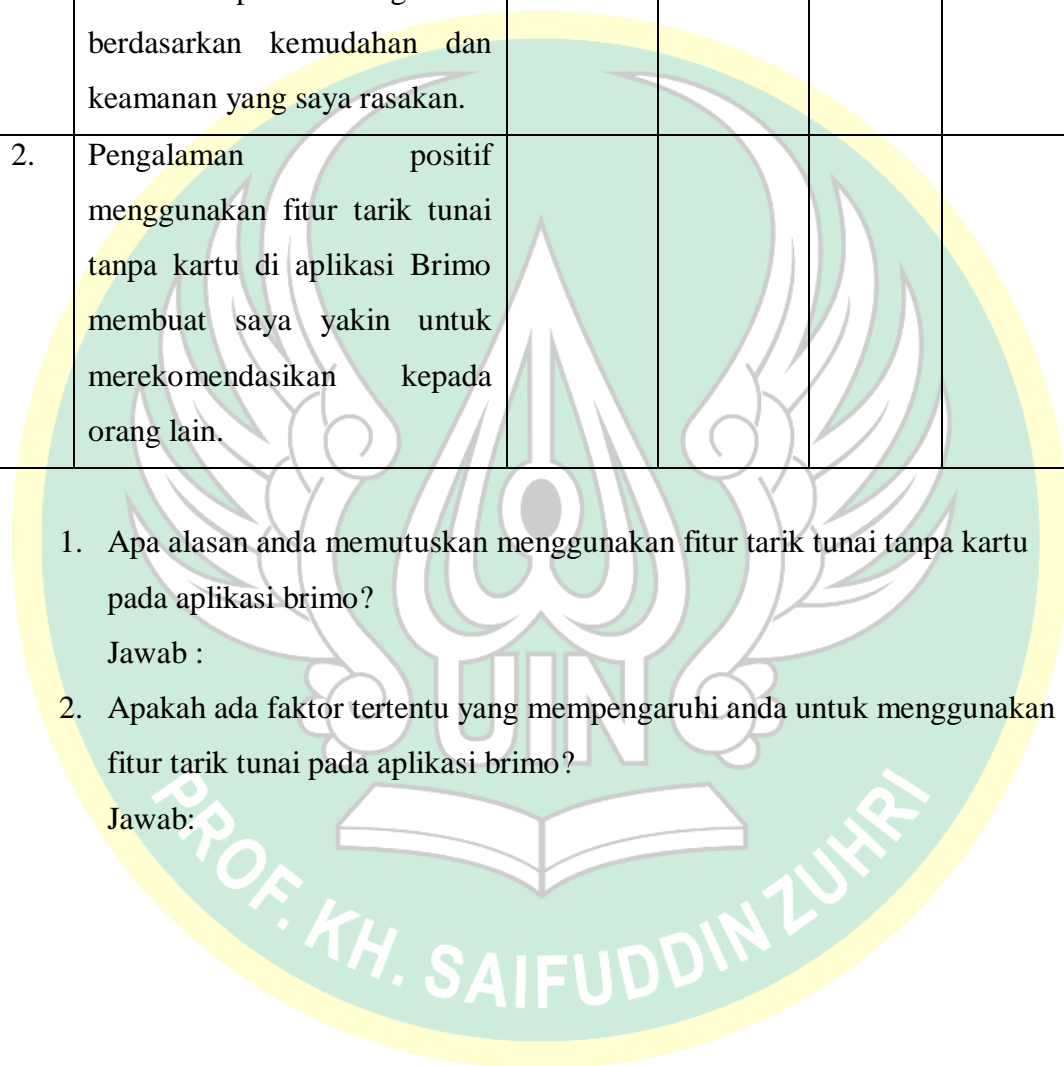 berdasarkan kemudahan dan
keamanan yang saya rasakan.
2. Pengalaman positif
menggunakan fitur tarik tunai
tanpa kartu di aplikasi Brimo
membuat saya yakin untuk
merekomendasikan kepada
orang lain.
1. Apa alasan anda memutuskan menggunakan fitur tarik tunai tanpa kartu
pada aplikasi brimo?
Jawab :
2. Apakah ada faktor tertentu yang mempengaruhi anda untuk menggunakan
fitur tarik tunai pada aplikasi brimo?
Jawab:
UIN
PROF. KH. SAIFUDDIN ZUHRI